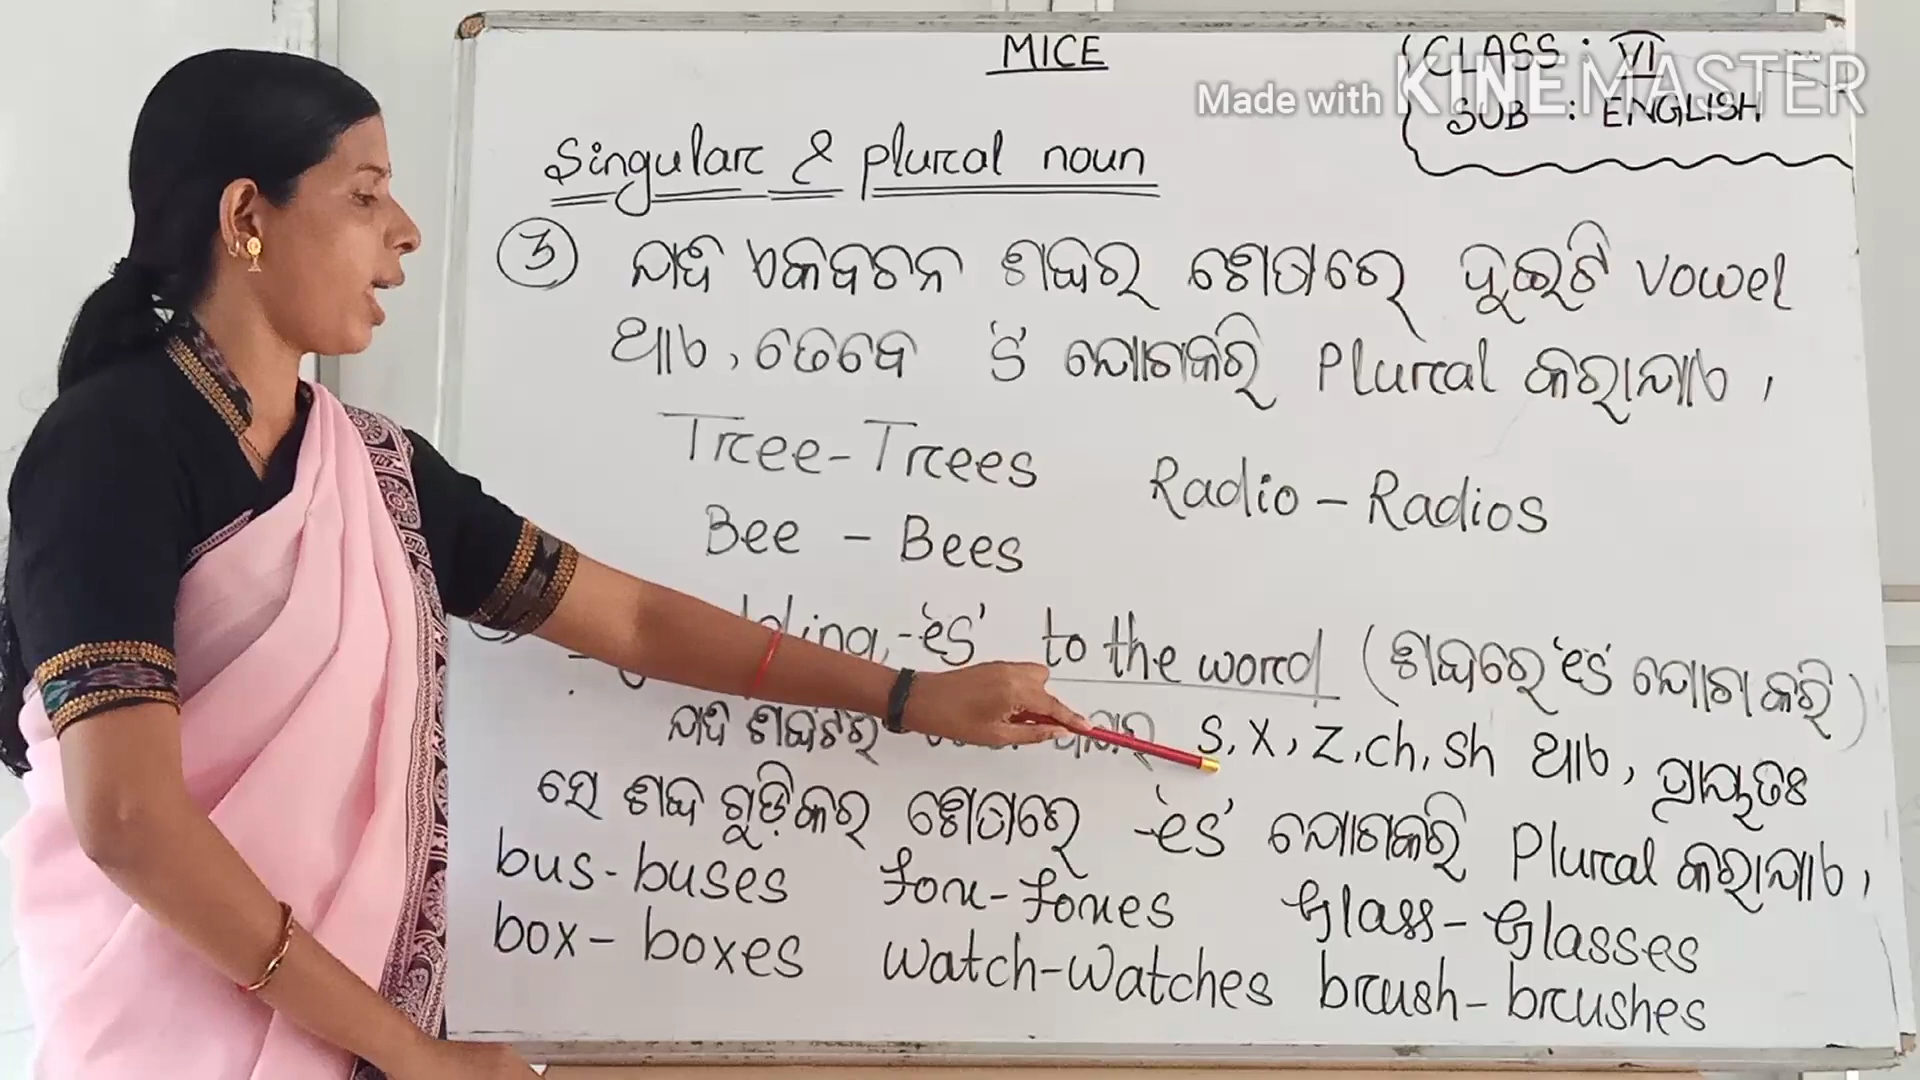 MICE
CLASS : VI
SUB : ENGLISH
Made with KINEMASTER
Singular & plural noun
③ ଯଦି ଏକବଚନ ଶବ୍ଦର ଶେଷରେ ଦୁଇଟି vowel
ଥାଏ, ତେବେ 's' ଯୋଗକରି Plural କରାଯାଏ ,
Tree - Trees
Radio - Radios
Bee - Bees
-'es' to the word (ଶବ୍ଦରେ 'es' ଯୋଗ କରି)
ଯଦି ଶବ୍ଦଟିର s, x, z, ch, sh ଥାଏ, ପ୍ରାୟତଃ
ସେ ଶବ୍ଦ ଗୁଡ଼ିକର ଶେଷରେ -'es' ଯୋଗକରି Plural କରାଯାଏ ,
bus - buses fox - foxes Glass - Glasses
box - boxes watch - watches brush - brushes